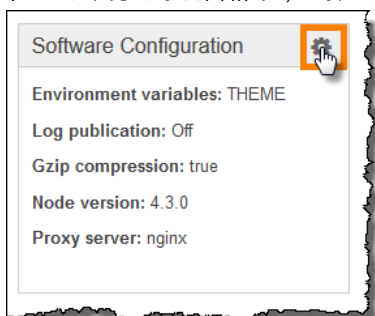 Software Configuration
Environment variables: THEME
Log publication: Off
Gzip compression: true
Node version: 4.3.0
Proxy server: nginx